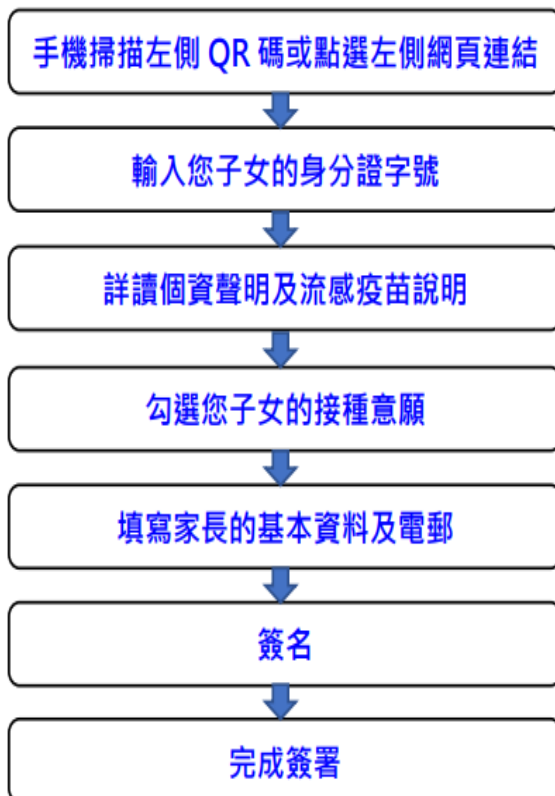 手機掃描左側 QR 碼或點選左側網頁連結
輸入您子女的身分證字號
詳讀個資聲明及流感疫苗說明
勾選您子女的接種意願
填寫家長的基本資料及電郵
簽名
完成簽署